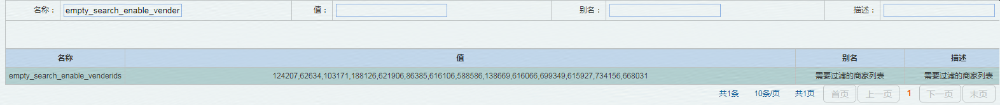 名称： empty_search_enable_vender 值： 别名： 描述：
名称 值 别名 描述
empty_search_enable_venderids 124207,62634,103171,188126,621906,86385,616106,588586,138669,616066,699349,615927,734156,668031 需要过滤的商家列表 需要过滤的商家列表
共1条 10条/页 共1页 首页 上一页 1 下一页 末页